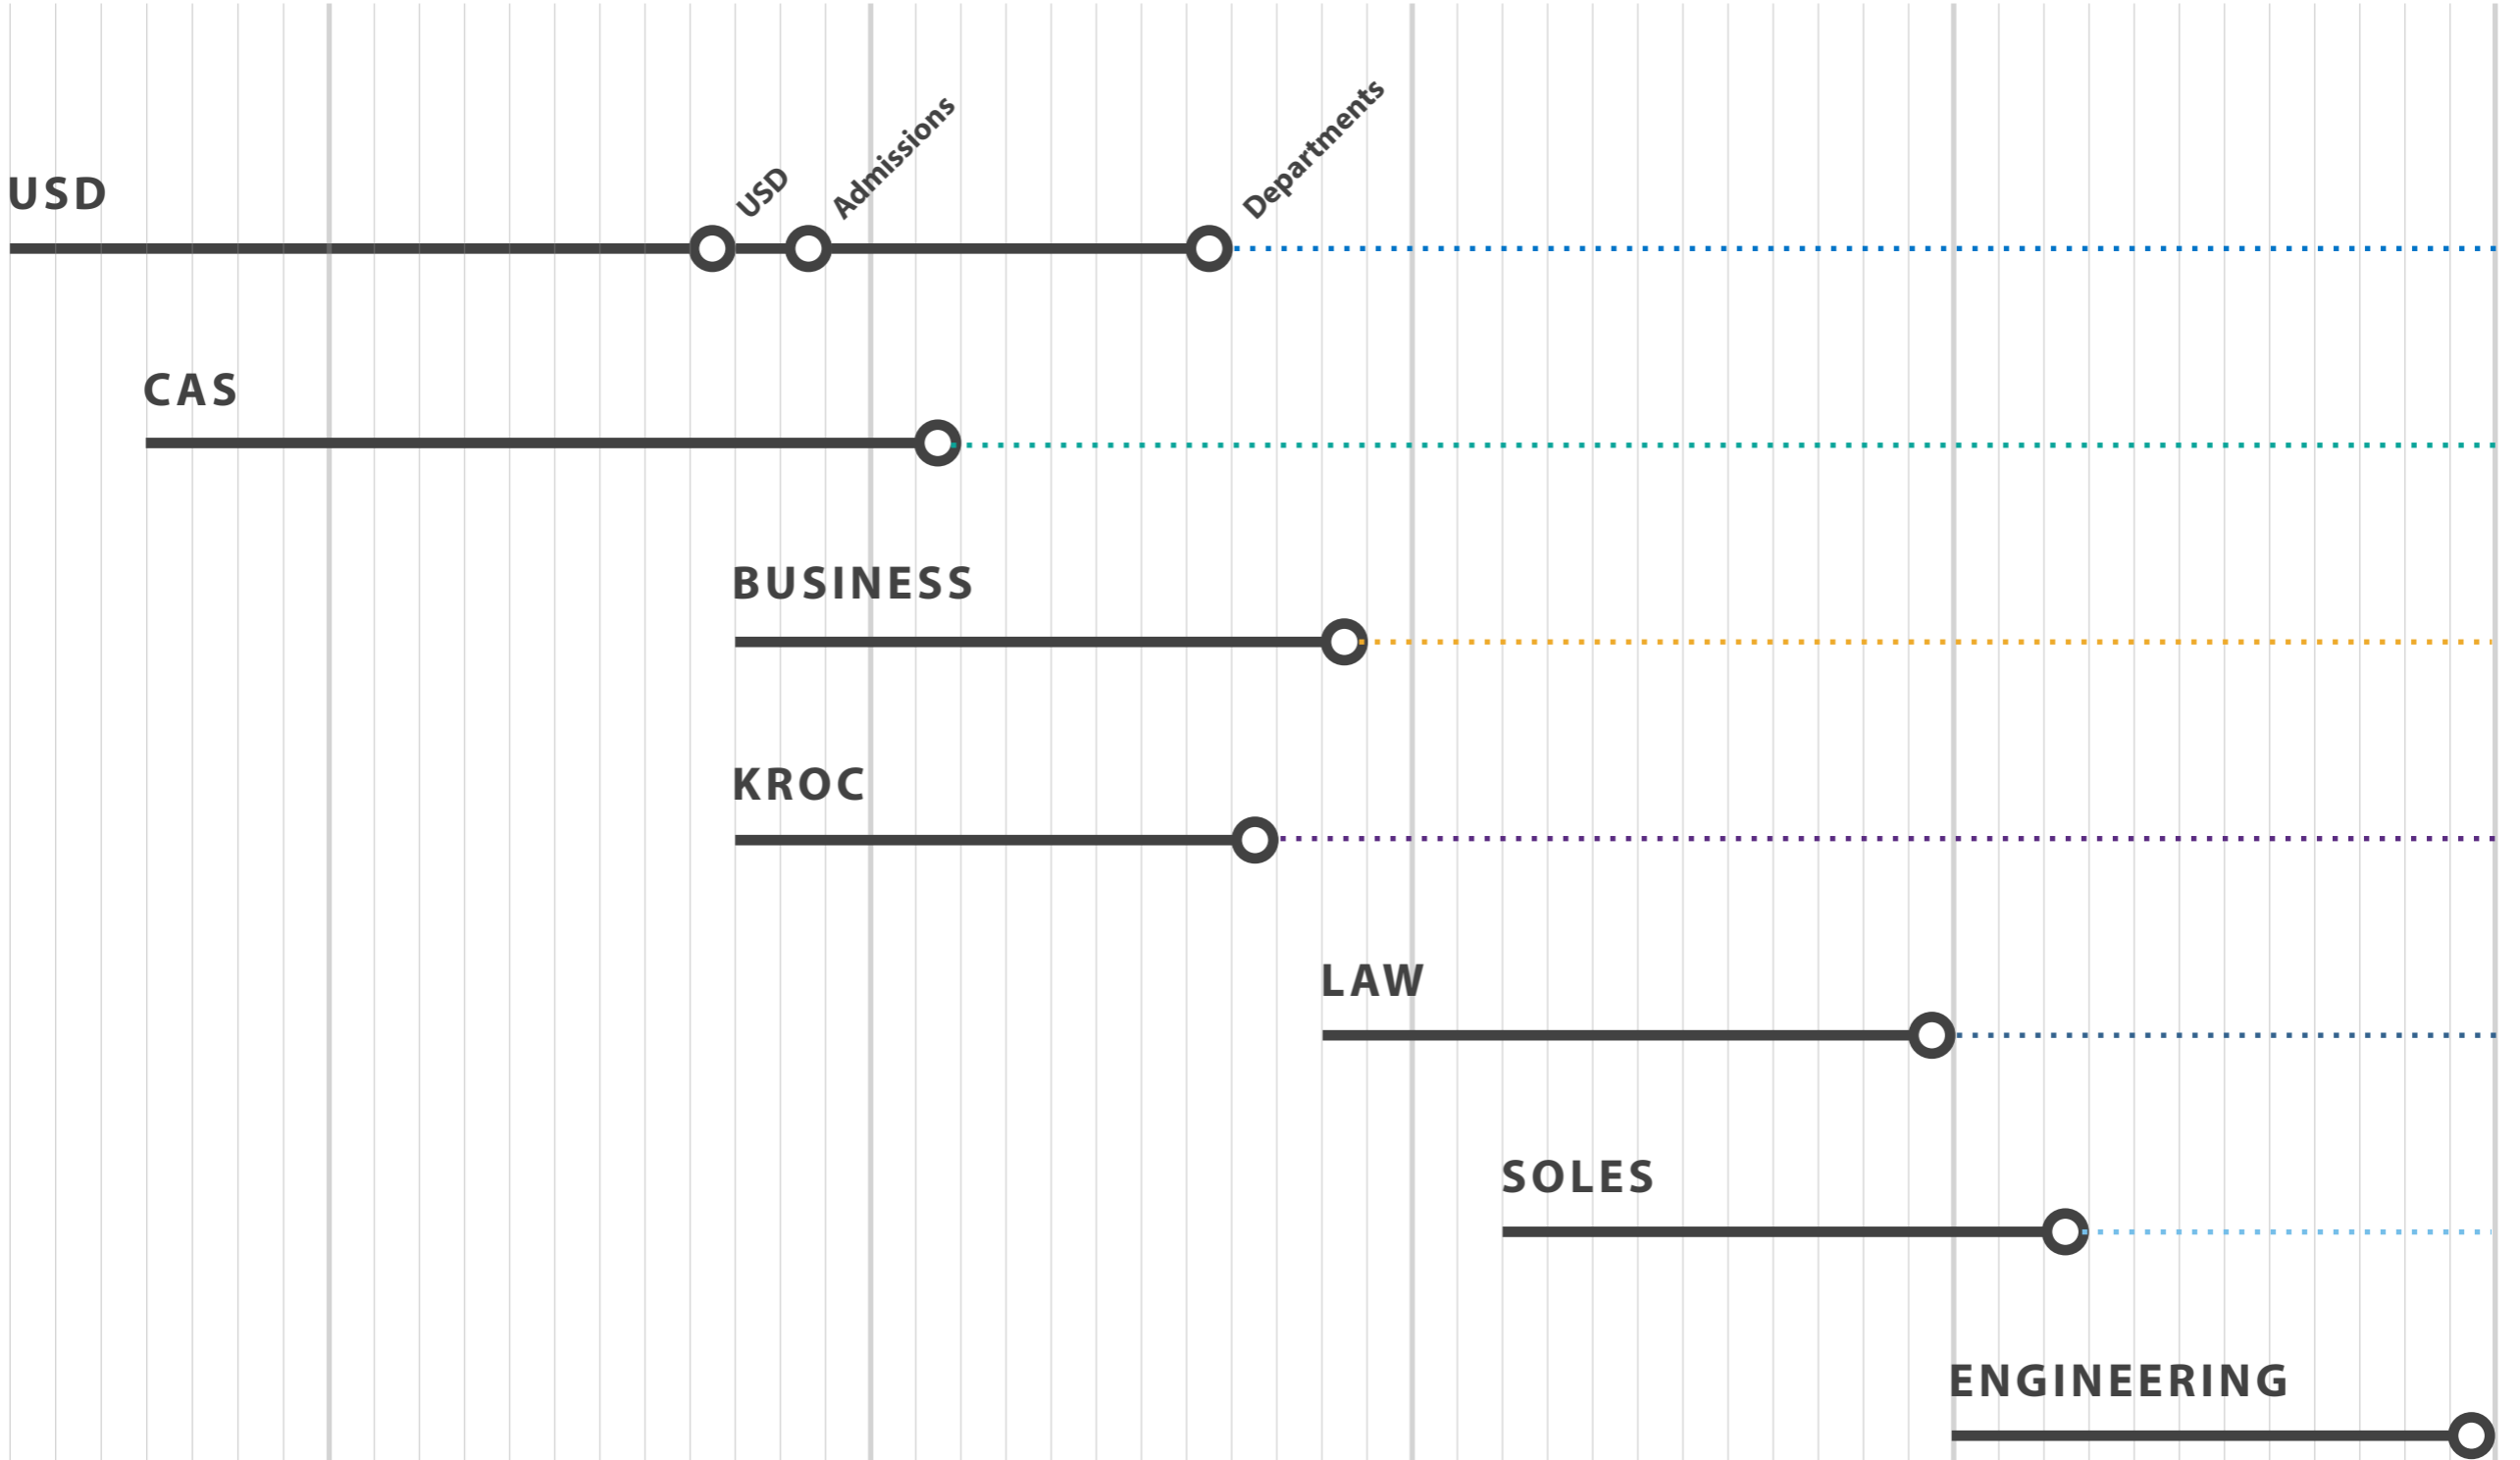 USD
USD
Admissions
Departments
CAS
BUSINESS
KROC
LAW
SOLES
ENGINEERING